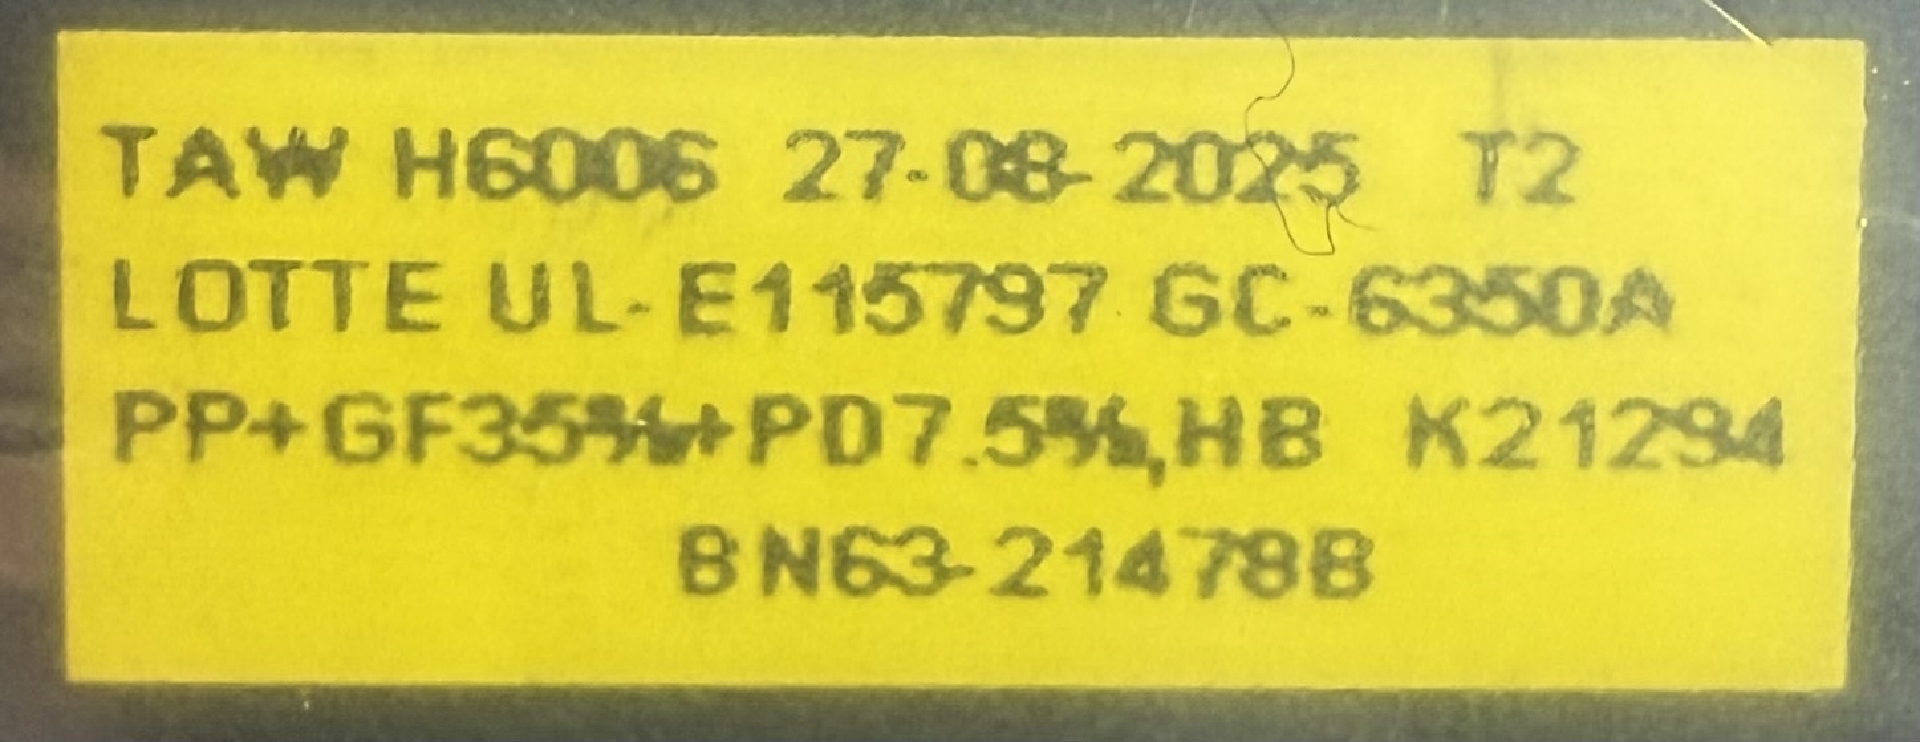 TAW H6006 27-08-2025 T2
LOTTE UL-E115797 GC-6350A
PP+GF35%+PD7.5%,HB K21294
BN63-21478B